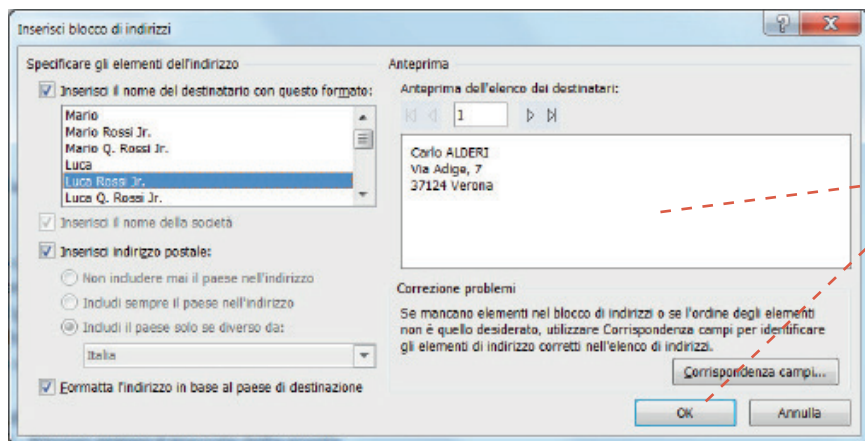 Inserisci blocco di indirizzi
Specificare gli elementi dell'indirizzo
Inserisci il nome del destinatario con questo formato:
Mario
Mario Rossi Jr.
Mario Q. Rossi Jr.
Luca
Luca Rossi Jr.
Luca Q. Rossi Jr.
Inserisci il nome della società
Inserisci indirizzo postale:
Non includere mai il paese nell'indirizzo
Includi sempre il paese nell'indirizzo
Includi il paese solo se diverso da:
Italia
Formatta l'indirizzo in base al paese di destinazione
Anteprima
Anteprima dell'elenco dei destinatari:
1
Carlo ALDERI
Via Adige, 7
37124 Verona
Correzione problemi
Se mancano elementi nel blocco di indirizzi o se l'ordine degli elementi
non è quello desiderato, utilizzare Corrispondenza campi per identificare
gli elementi di indirizzo corretti nell'elenco di indirizzi.
Corrispondenza campi...
OK
Annulla